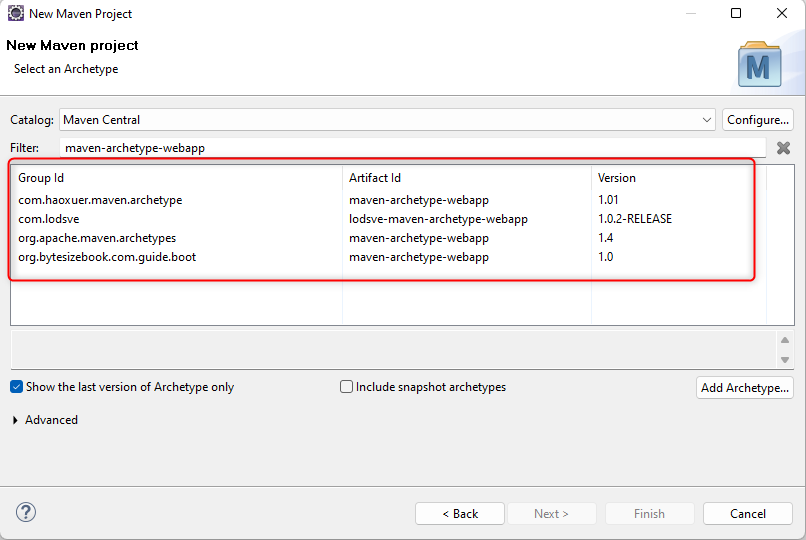 New Maven Project
New Maven project
Select an Archetype
M
Catalog: Maven Central Configure...
Filter: maven-archetype-webapp
Group Id Artifact Id Version
com.haoxuer.maven.archetype maven-archetype-webapp 1.01
com.lodsve lodsve-maven-archetype-webapp 1.0.2-RELEASE
org.apache.maven.archetypes maven-archetype-webapp 1.4
org.bytesizebook.com.guide.boot maven-archetype-webapp 1.0
Show the last version of Archetype only Include snapshot archetypes Add Archetype...
Advanced
? < Back Next > Finish Cancel